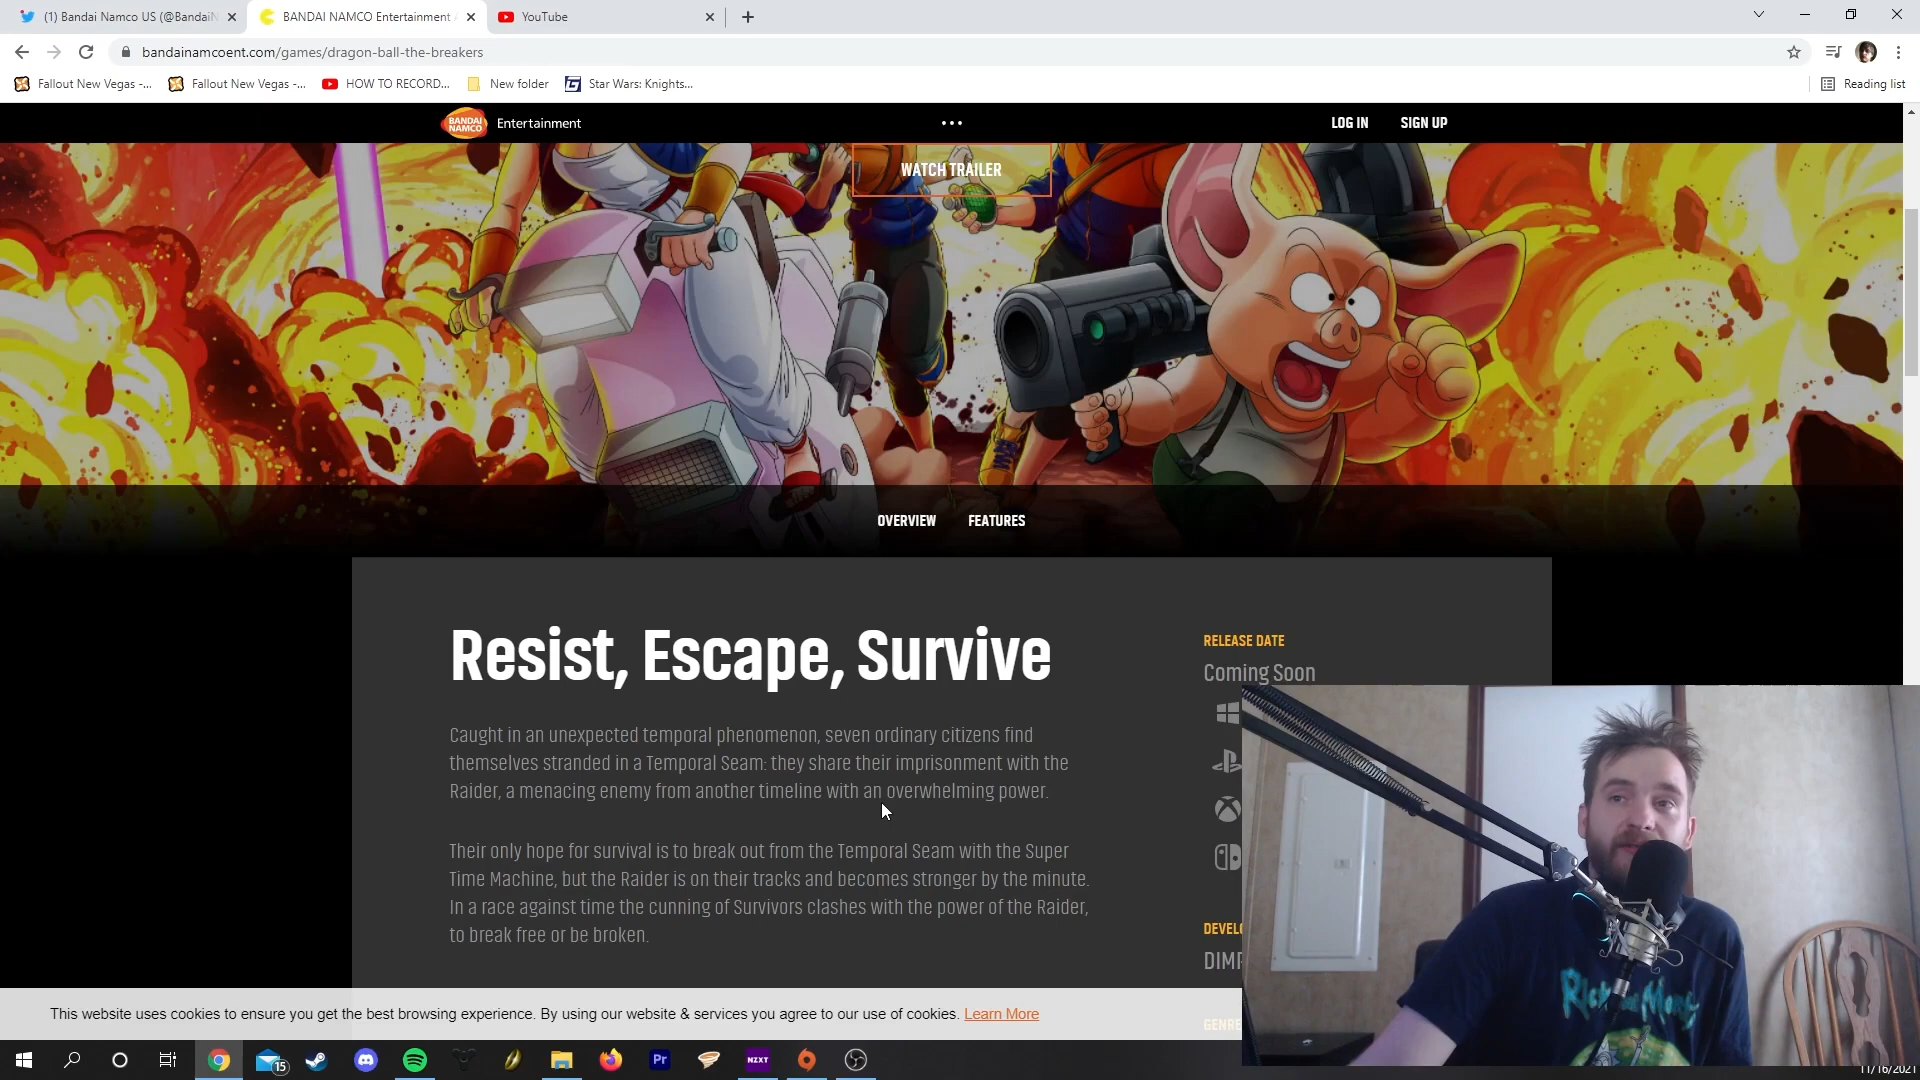 (1) Bandai Namco US (@BandaiN
BANDAI NAMCO Entertainment
YouTube
bandainamcoent.com/games/dragon-ball-the-breakers
Fallout New Vegas -...
Fallout New Vegas -...
HOW TO RECORD...
New folder
Star Wars: Knights...
Reading list
BANDAI
NAMCO
Entertainment
LOG IN
SIGN UP
WATCH TRAILER
OVERVIEW
FEATURES
Resist, Escape, Survive
Caught in an unexpected temporal phenomenon, seven ordinary citizens find
themselves stranded in a Temporal Seam: they share their imprisonment with the
Raider, a menacing enemy from another timeline with an overwhelming power.
Their only hope for survival is to break out from the Temporal Seam with the Super
Time Machine, but the Raider is on their tracks and becomes stronger by the minute.
In a race against time the cunning of Survivors clashes with the power of the Raider,
to break free or be broken.
RELEASE DATE
Coming Soon
DEVELO
DIMP
GENRE
Rick and Morty
This website uses cookies to ensure you get the best browsing experience. By using our website & services you agree to our use of cookies. Learn More
15
Pr
NZXT
11/16/2021